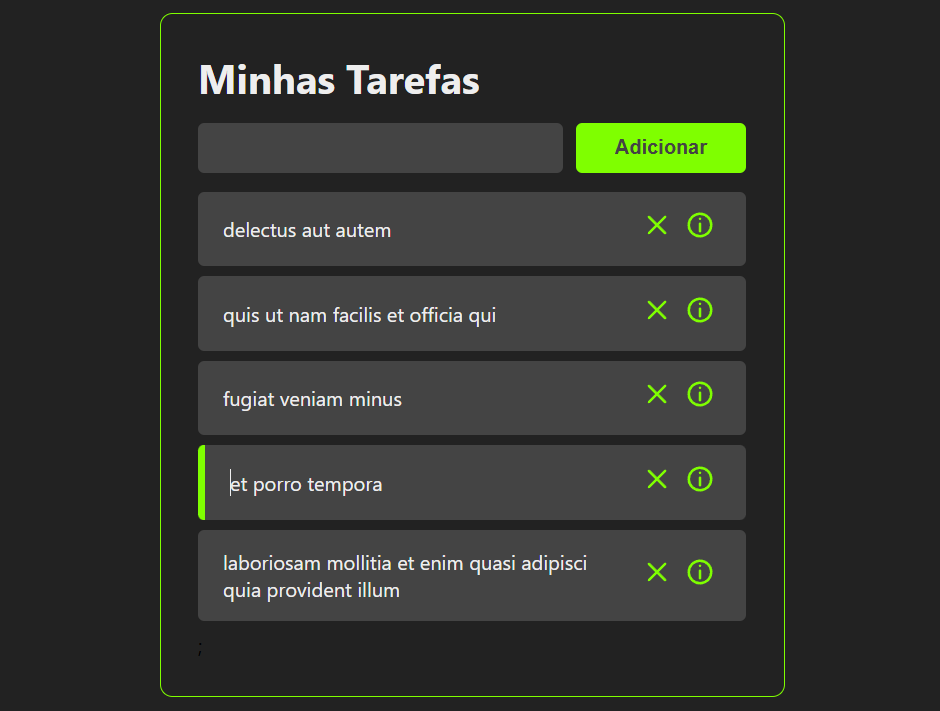 Minhas Tarefas
Adicionar
delectus aut autem
quis ut nam facilis et officia qui
fugiat veniam minus
et porro tempora
laboriosam mollitia et enim quasi adipisci
quia provident illum
;